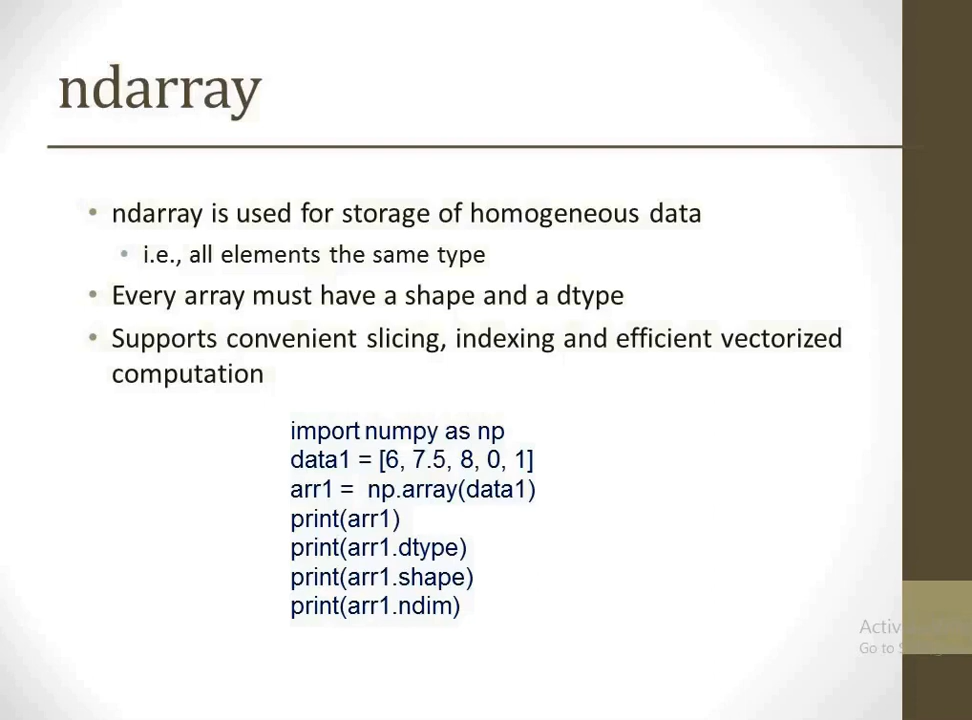 ndarray
• ndarray is used for storage of homogeneous data
• i.e., all elements the same type
• Every array must have a shape and a dtype
• Supports convenient slicing, indexing and efficient vectorized
computation
import numpy as np
data1 = [6, 7.5, 8, 0, 1]
arr1 = np.array(data1)
print(arr1)
print(arr1.dtype)
print(arr1.shape)
print(arr1.ndim)
Go to